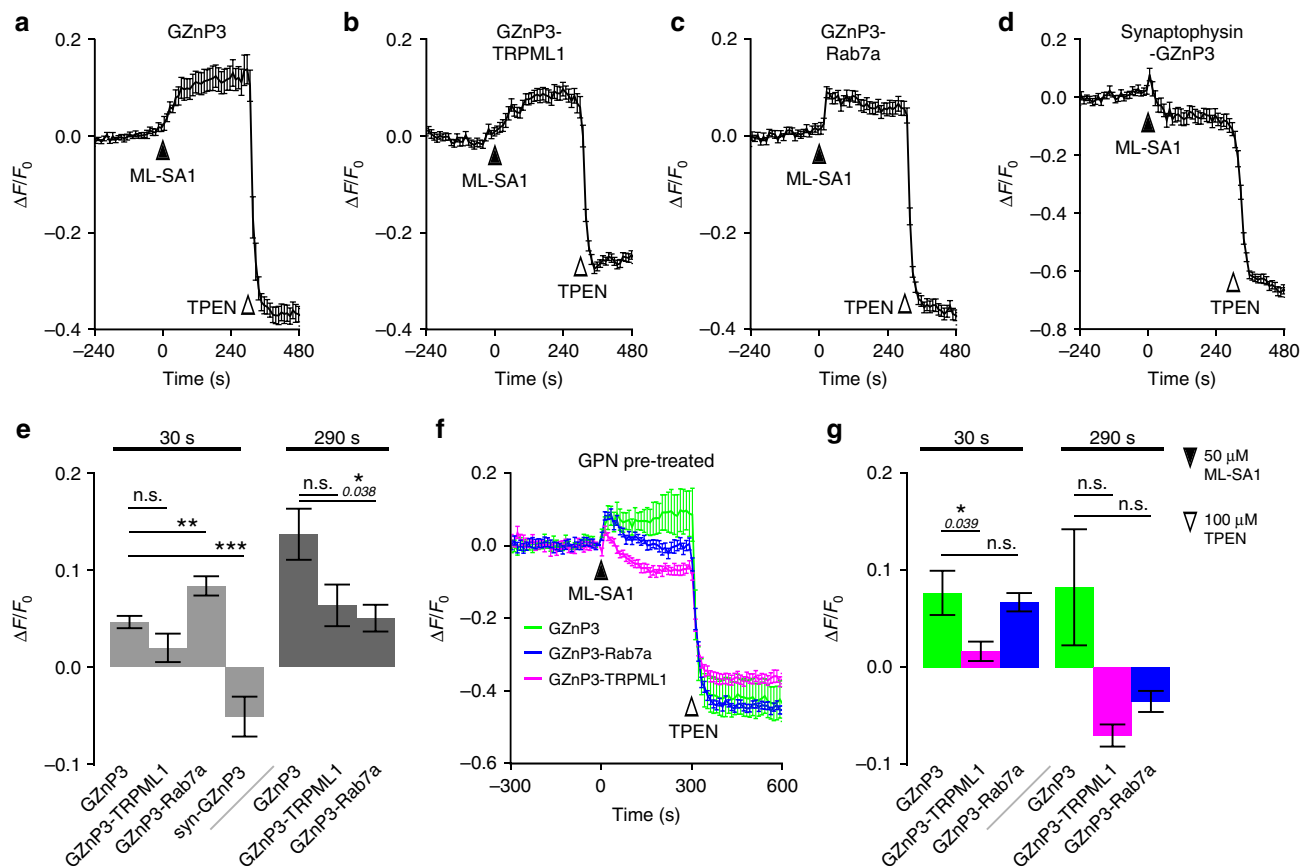 a
GZnP3
0.2
0.0
–0.2
–0.4
ΔF/F0
ML-SA1
TPEN
–240 0 240 480
Time (s)
b
GZnP3-
TRPML1
0.2
0.0
–0.2
–0.4
ΔF/F0
ML-SA1
TPEN
–240 0 240 480
Time (s)
c
GZnP3-
Rab7a
0.2
0.0
–0.2
–0.4
ΔF/F0
ML-SA1
TPEN
–240 0 240 480
Time (s)
d
Synaptophysin
-GZnP3
0.2
0.0
–0.2
–0.4
–0.6
–0.8
ΔF/F0
ML-SA1
TPEN
–240 0 240 480
Time (s)
e
30 s 290 s
0.2
0.1
0.0
–0.1
ΔF/F0
n.s.
**
***
n.s. *
0.038
GZnP3
GZnP3-TRPML1
GZnP3-Rab7a
syn-GZnP3
GZnP3
GZnP3-TRPML1
GZnP3-Rab7a
f
GPN pre-treated
0.2
0.0
–0.2
–0.4
–0.6
ΔF/F0
ML-SA1
GZnP3
GZnP3-Rab7a
GZnP3-TRPML1
TPEN
–300 0 300 600
Time (s)
g
30 s 290 s
0.2
0.1
0.0
–0.1
ΔF/F0
*
0.039
n.s.
n.s.
n.s.
GZnP3
GZnP3-TRPML1
GZnP3-Rab7a
GZnP3
GZnP3-TRPML1
GZnP3-Rab7a
50 μM
ML-SA1
100 μM
TPEN